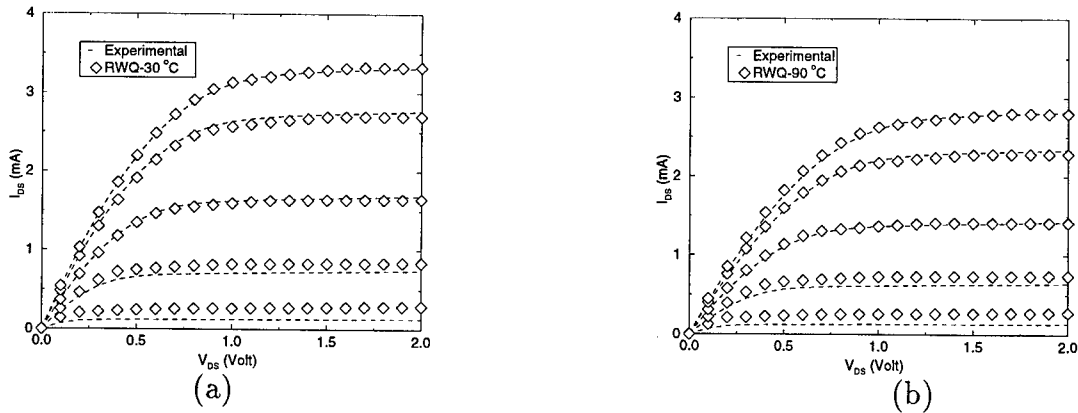 4
3
2
1
0
I_DS (mA)
-- Experimental
◇ RWQ-30 °C
0.0 0.5 1.0 1.5 2.0
V_DS (Volt)
(a)
4
3
2
1
0
I_DS (mA)
-- Experimental
◇ RWQ-90 °C
0.0 0.5 1.0 1.5 2.0
V_DS (Volt)
(b)